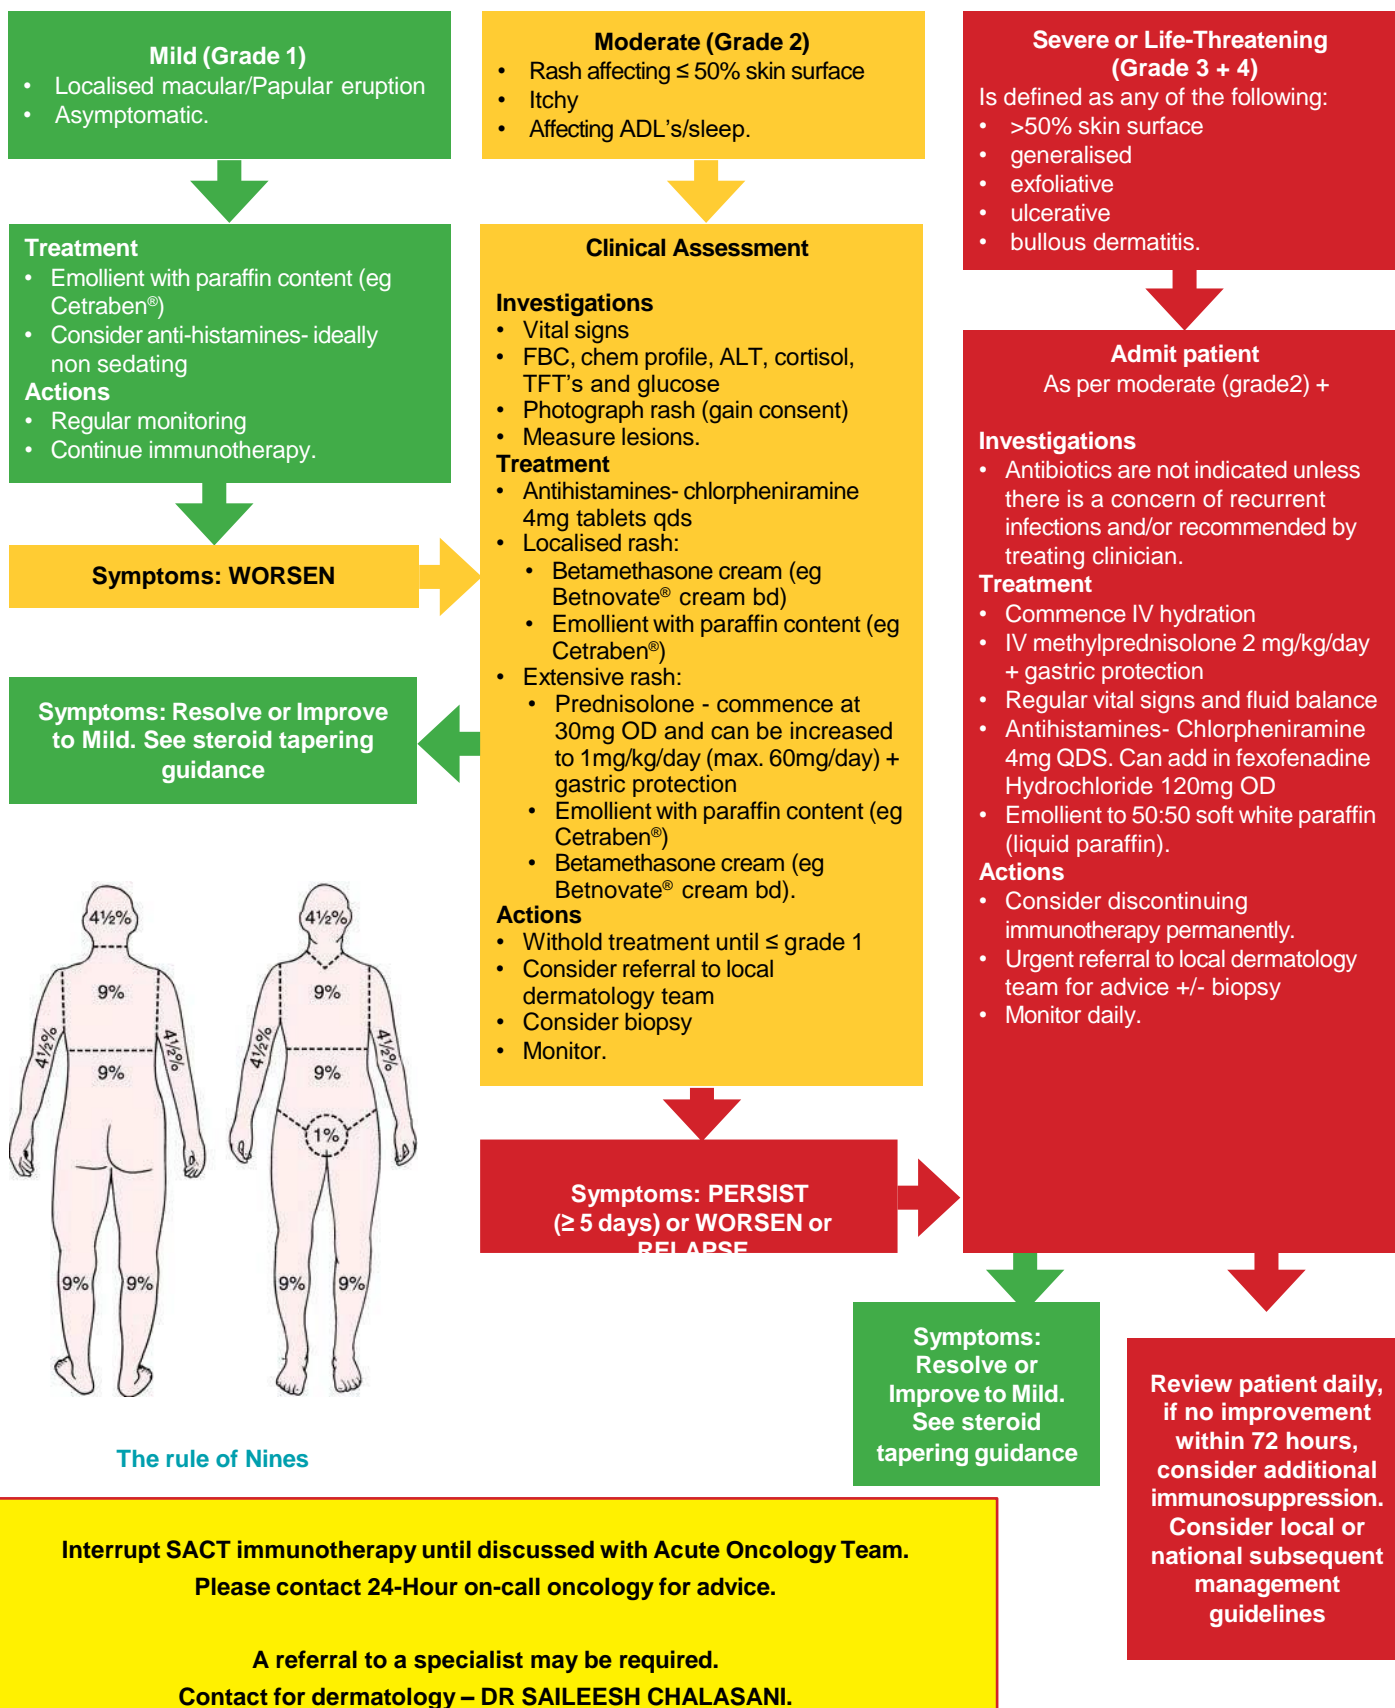 Mild (Grade 1)
• Localised macular/Papular eruption
• Asymptomatic.
Treatment
• Emollient with paraffin content (eg
Cetraben®)
• Consider anti-histamines- ideally
non sedating
Actions
• Regular monitoring
• Continue immunotherapy.
Symptoms: WORSEN
Symptoms: Resolve or Improve
to Mild. See steroid tapering
guidance
Moderate (Grade 2)
• Rash affecting ≤ 50% skin surface
• Itchy
• Affecting ADL's/sleep.
Clinical Assessment
Investigations
• Vital signs
• FBC, chem profile, ALT, cortisol,
TFT's and glucose
• Photograph rash (gain consent)
• Measure lesions.
Treatment
• Antihistamines- chlorpheniramine
4mg tablets qds
• Localised rash:
• Betamethasone cream (eg
Betnovate® cream bd)
• Emollient with paraffin content (eg
Cetraben®)
• Extensive rash:
• Prednisolone - commence at
30mg OD and can be increased
to 1mg/kg/day (max. 60mg/day) +
gastric protection
• Emollient with paraffin content (eg
Cetraben®)
• Betamethasone cream (eg
Betnovate® cream bd).
Actions
• Withold treatment until ≤ grade 1
• Consider referral to local
dermatology team
• Consider biopsy
• Monitor.
Symptoms: PERSIST
(≥ 5 days) or WORSEN or
RELAPSE
Severe or Life-Threatening
(Grade 3 + 4)
Is defined as any of the following:
• >50% skin surface
• generalised
• exfoliative
• ulcerative
• bullous dermatitis.
Admit patient
As per moderate (grade2) +
Investigations
• Antibiotics are not indicated unless
there is a concern of recurrent
infections and/or recommended by
treating clinician.
Treatment
• Commence IV hydration
• IV methylprednisolone 2 mg/kg/day
+ gastric protection
• Regular vital signs and fluid balance
• Antihistamines- Chlorpheniramine
4mg QDS. Can add in fexofenadine
Hydrochloride 120mg OD
• Emollient to 50:50 soft white paraffin
(liquid paraffin).
Actions
• Consider discontinuing
immunotherapy permanently.
• Urgent referral to local dermatology
team for advice +/- biopsy
• Monitor daily.
Symptoms:
Resolve or
Improve to Mild.
See steroid
tapering guidance
Review patient daily,
if no improvement
within 72 hours,
consider additional
immunosuppression.
Consider local or
national subsequent
management
guidelines
4½%
9%
4½%
4½%
9%
9%
9%
4½%
9%
4½%
4½%
9%
1%
9%
9%
The rule of Nines
Interrupt SACT immunotherapy until discussed with Acute Oncology Team.
Please contact 24-Hour on-call oncology for advice.
A referral to a specialist may be required.
Contact for dermatology – DR SAILEESH CHALASANI.